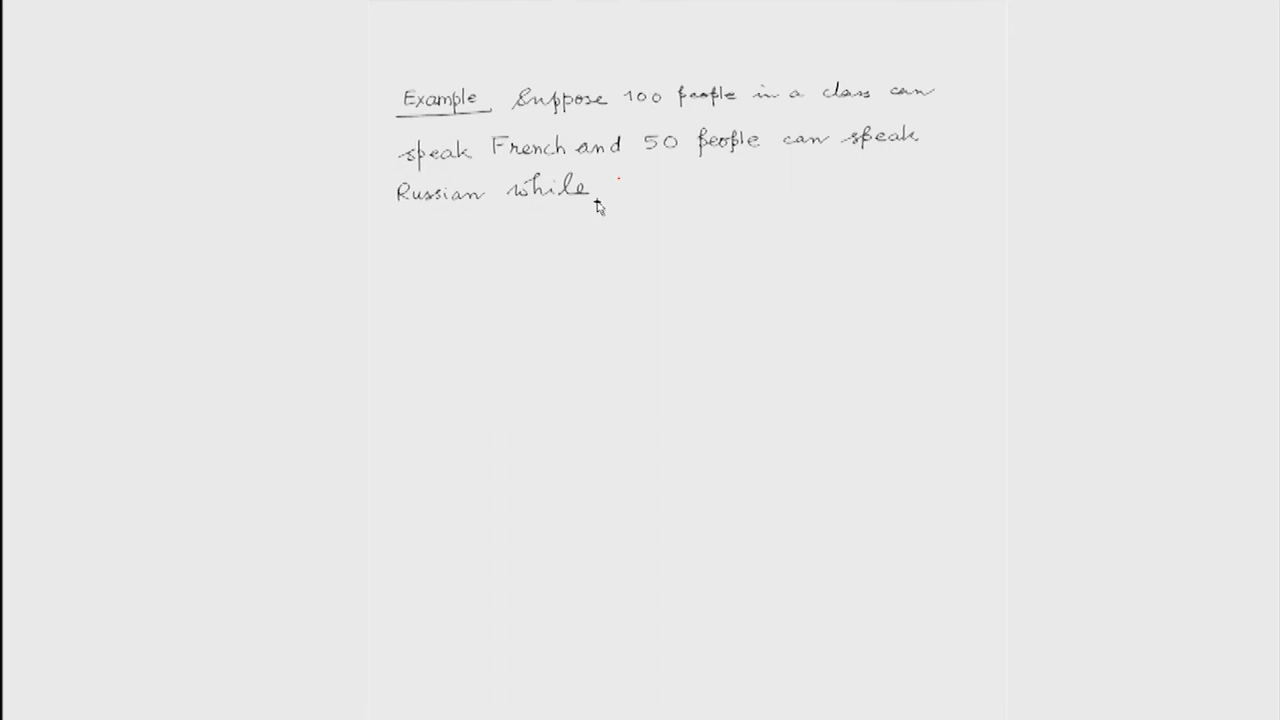 Example Suppose 100 people in a class can
speak French and 50 people can speak
Russian while